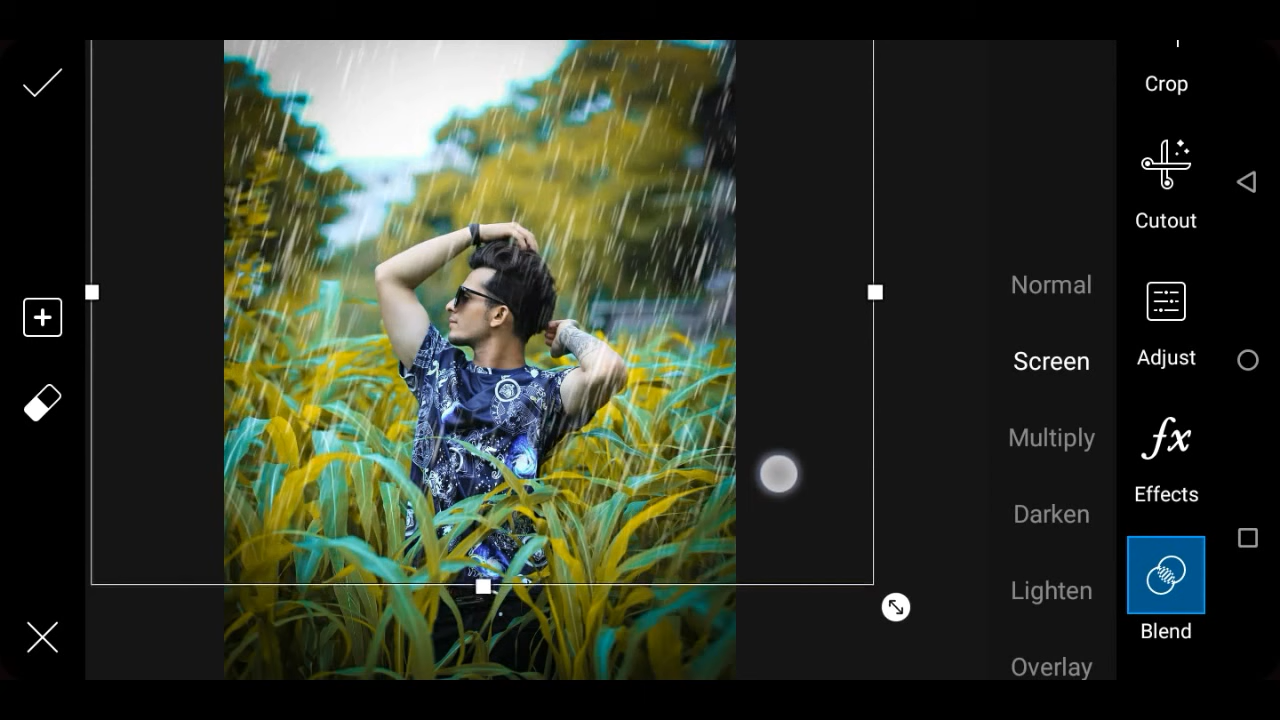 Crop
Cutout
Normal
Screen
Adjust
Multiply
Effects
Darken
Lighten
Blend
Overlay